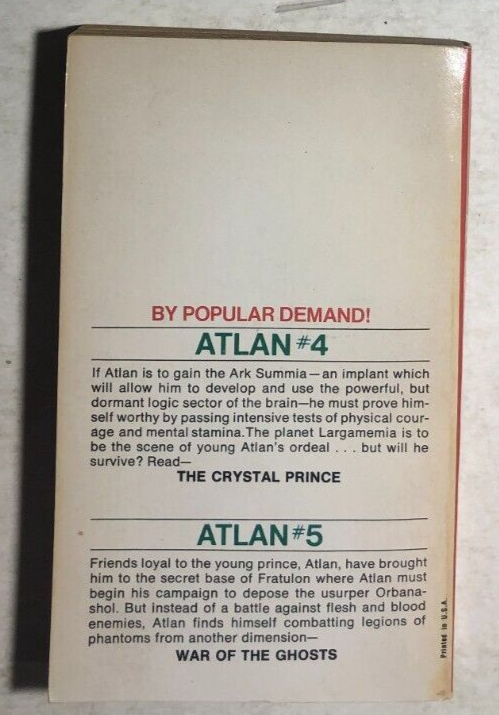 BY POPULAR DEMAND!
ATLAN #4
If Atlan is to gain the Ark Summia—an implant which
will allow him to develop and use the powerful, but
dormant logic sector of the brain—he must prove him-
self worthy by passing intensive tests of physical cour-
age and mental stamina.The planet Largamemia is to
be the scene of young Atlan's ordeal . . . but will he
survive? Read—
THE CRYSTAL PRINCE
ATLAN #5
Friends loyal to the young prince, Atlan, have brought
him to the secret base of Fratulon where Atlan must
begin his campaign to depose the usurper Orbana-
shol. But instead of a battle against flesh and blood
enemies, Atlan finds himself combatting legions of
phantoms from another dimension—
WAR OF THE GHOSTS
Printed in U.S.A.